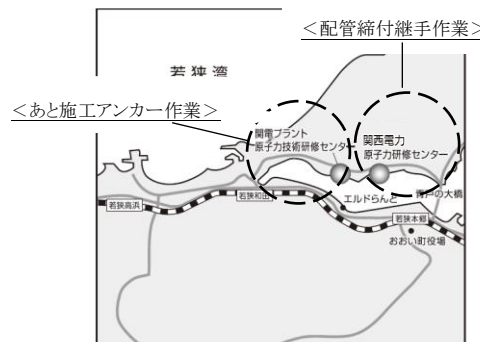 ＜配管締付継手作業＞
若狭湾
＜あと施工アンカー作業＞
関電プラント
原子力技術研修センター
関西電力
原子力研修センター
若狭高浜
若狭和田
エルどらんど
青戸の大橋
若狭本郷
おおい町役場